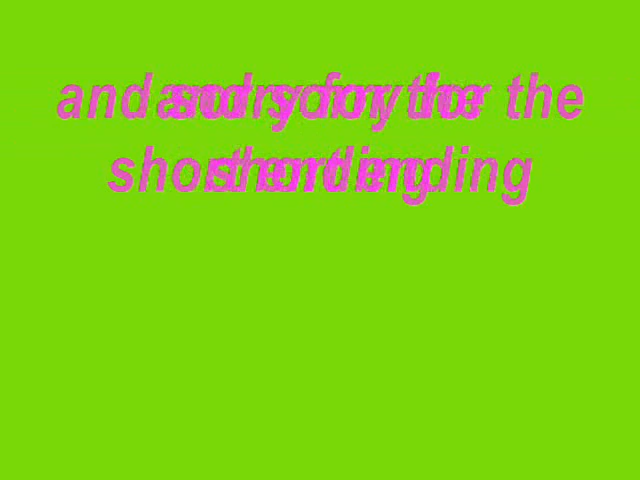 and sorry for the
short ending